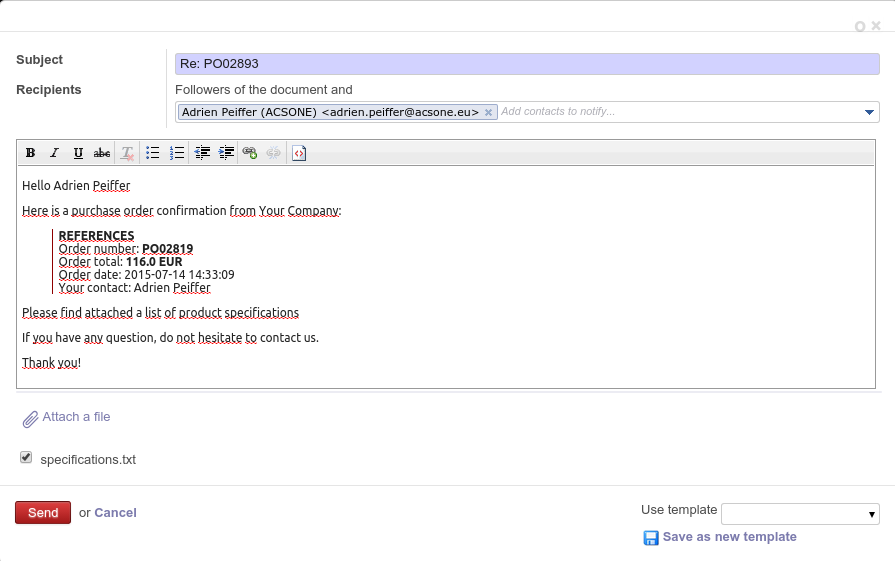 Subject
Re: PO02893
Recipients
Followers of the document and
Adrien Peiffer (ACSONE) <adrien.peiffer@acsone.eu> × Add contacts to notify...
B I U abc Tx
Hello Adrien Peiffer
Here is a purchase order confirmation from Your Company:
REFERENCES
Order number: PO02819
Order total: 116.0 EUR
Order date: 2015-07-14 14:33:09
Your contact: Adrien Peiffer
Please find attached a list of product specifications
If you have any question, do not hesitate to contact us.
Thank you!
Attach a file
specifications.txt
Send or Cancel
Use template
Save as new template